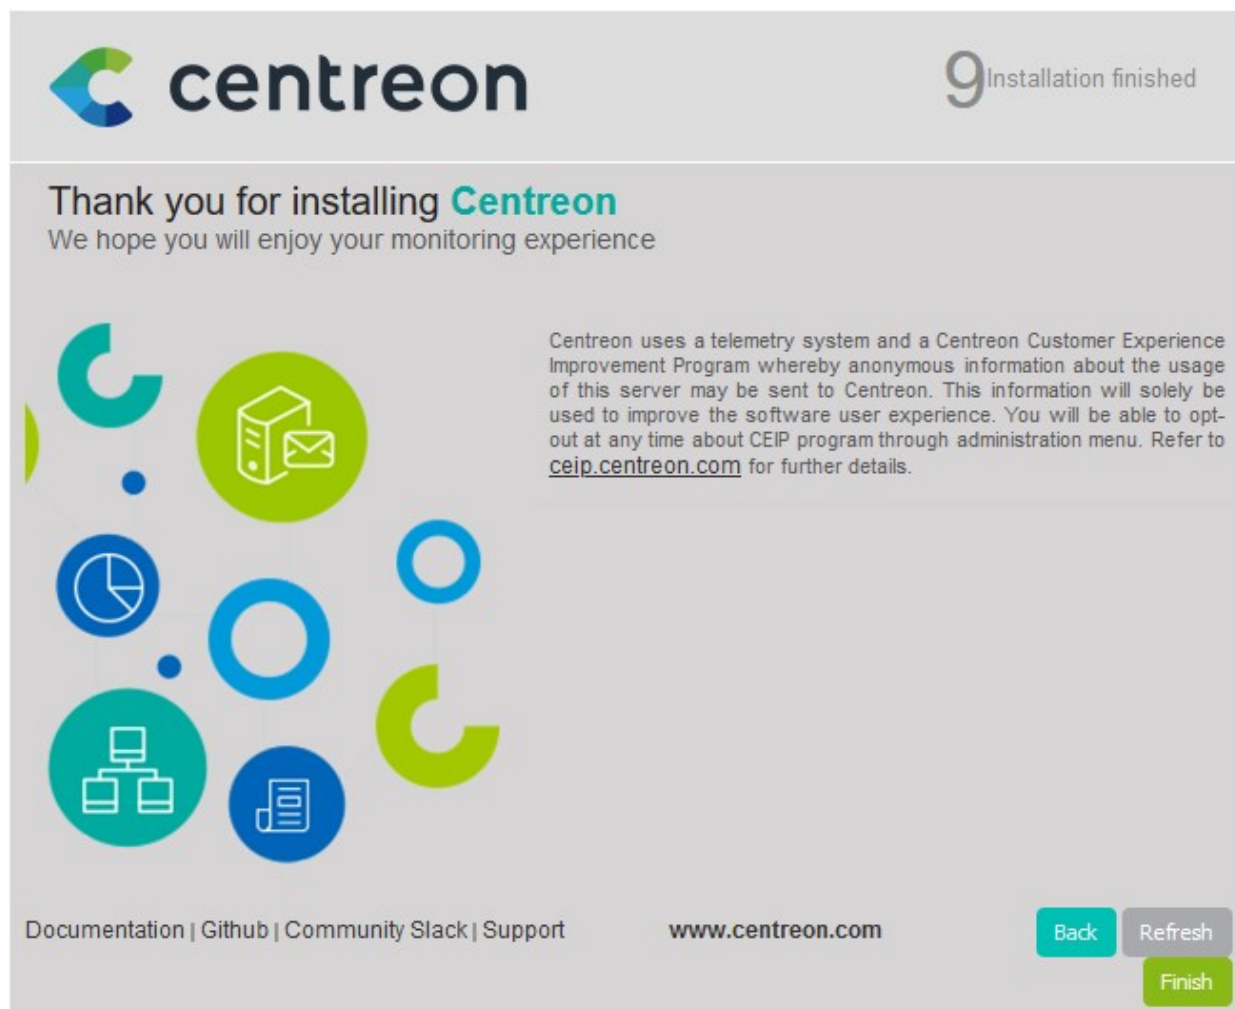 centreon
9 Installation finished
Thank you for installing Centreon
We hope you will enjoy your monitoring experience
Centreon uses a telemetry system and a Centreon Customer Experience
Improvement Program whereby anonymous information about the usage
of this server may be sent to Centreon. This information will solely be
used to improve the software user experience. You will be able to opt-
out at any time about CEIP program through administration menu. Refer to
ceip.centreon.com for further details.
Documentation | Github | Community Slack | Support
www.centreon.com
Back
Refresh
Finish